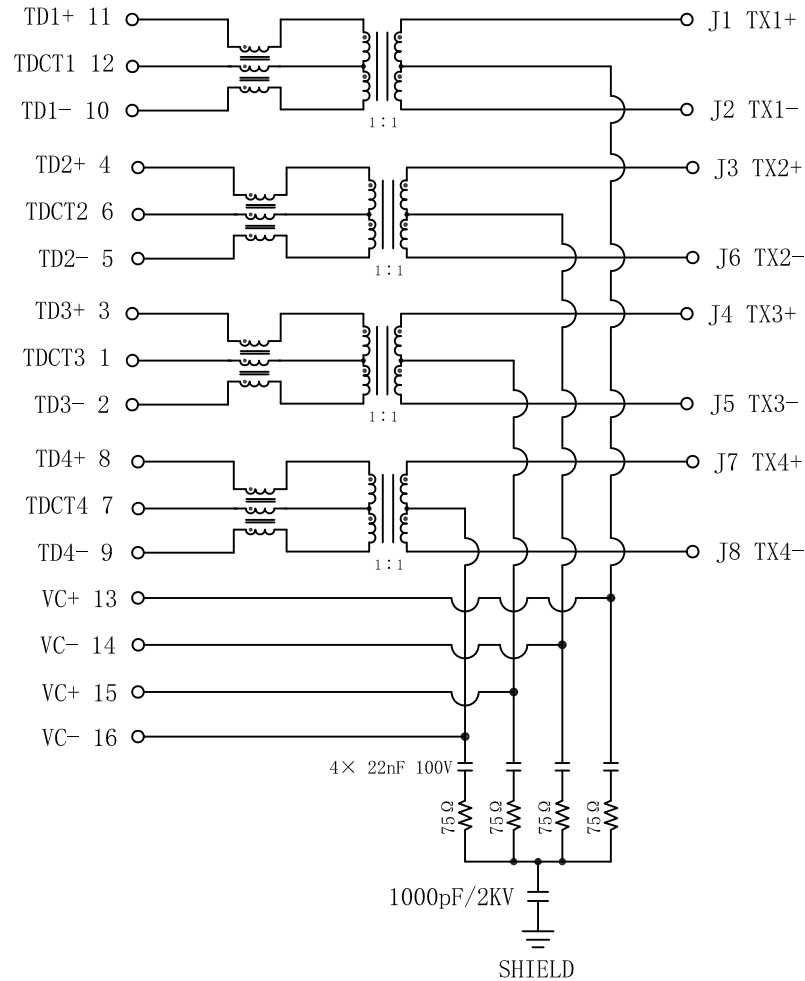 TD1+ 11
J1 TX1+
TDCT1 12
TD1- 10
J2 TX1-
1:1
TD2+ 4
J3 TX2+
TDCT2 6
TD2- 5
J6 TX2-
1:1
TD3+ 3
J4 TX3+
TDCT3 1
TD3- 2
J5 TX3-
1:1
TD4+ 8
J7 TX4+
TDCT4 7
TD4- 9
J8 TX4-
1:1
VC+ 13
VC- 14
VC+ 15
VC- 16
4× 22nF 100V
75Ω
75Ω
75Ω
75Ω
1000pF/2KV
SHIELD